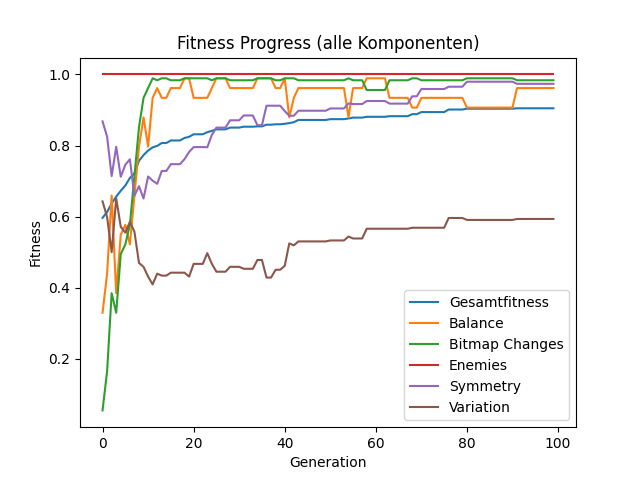 Fitness Progress (alle Komponenten)
Fitness
1.0
0.8
0.6
0.4
0.2
0 20 40 60 80 100
Generation
Gesamtfitness
Balance
Bitmap Changes
Enemies
Symmetry
Variation